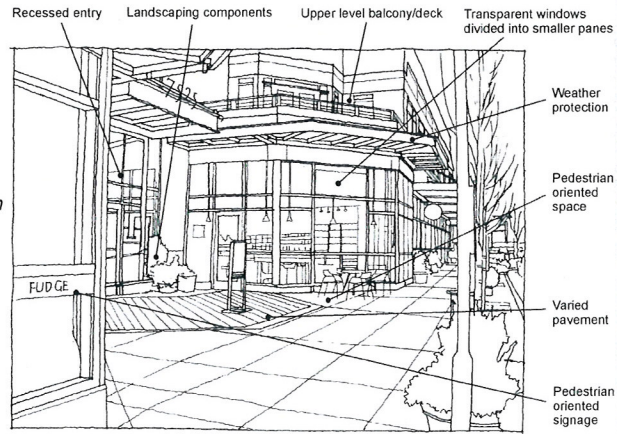 Recessed entry
Landscaping components
Upper level balcony/deck
Transparent windows
divided into smaller panes
Weather
protection
Pedestrian
oriented
space
FUDGE
Varied
pavement
Pedestrian
oriented
signage